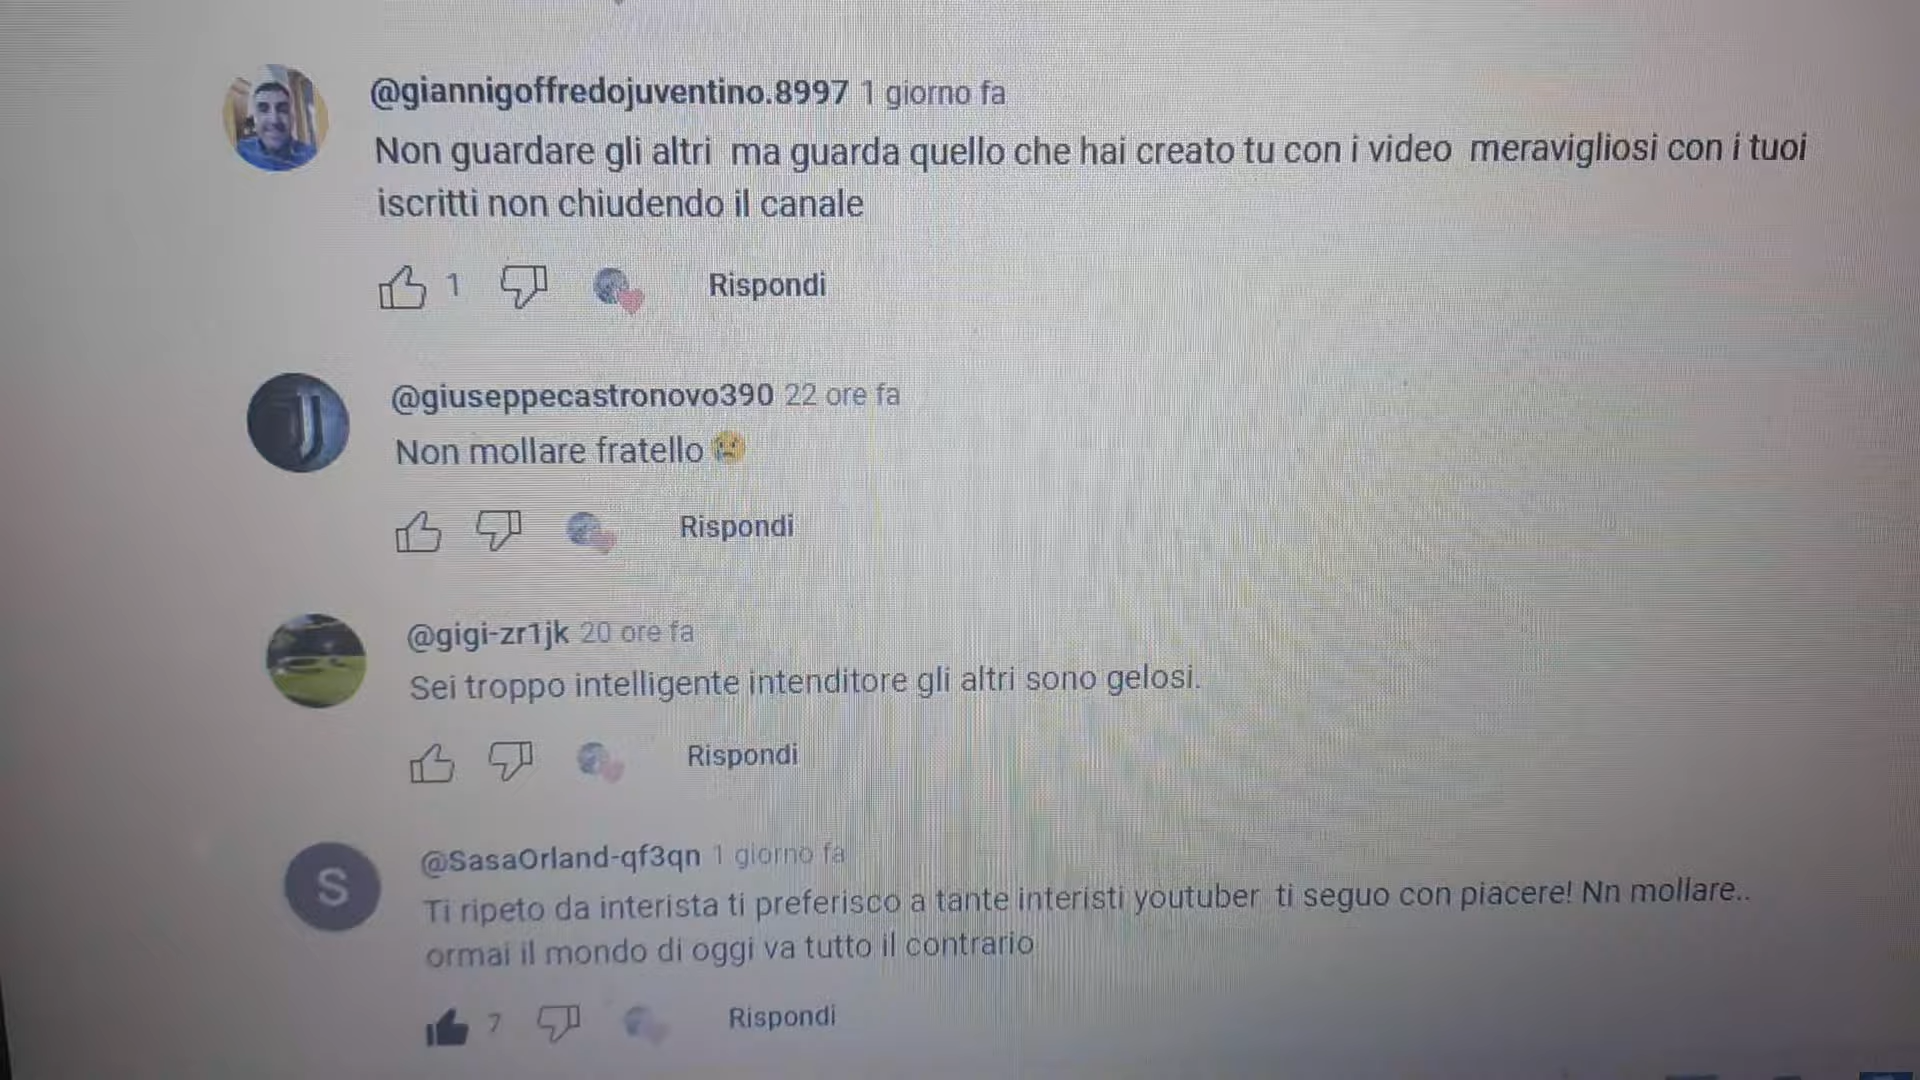 @giannigoffredojuventino.8997 1 giorno fa
Non guardare gli altri ma guarda quello che hai creato tu con i video meravigliosi con i tuoi
iscritti non chiudendo il canale
1 Rispondi
@giuseppecastronovo390 22 ore fa
Non mollare fratello 😢
Rispondi
@gigi-zr1jk 20 ore fa
Sei troppo intelligente intenditore gli altri sono gelosi.
Rispondi
S
@SasaOrland-qf3qn 1 giorno fa
Ti ripeto da interista ti preferisco a tante interisti youtuber ti seguo con piacere! Nn mollare..
ormai il mondo di oggi va tutto il contrario
7 Rispondi